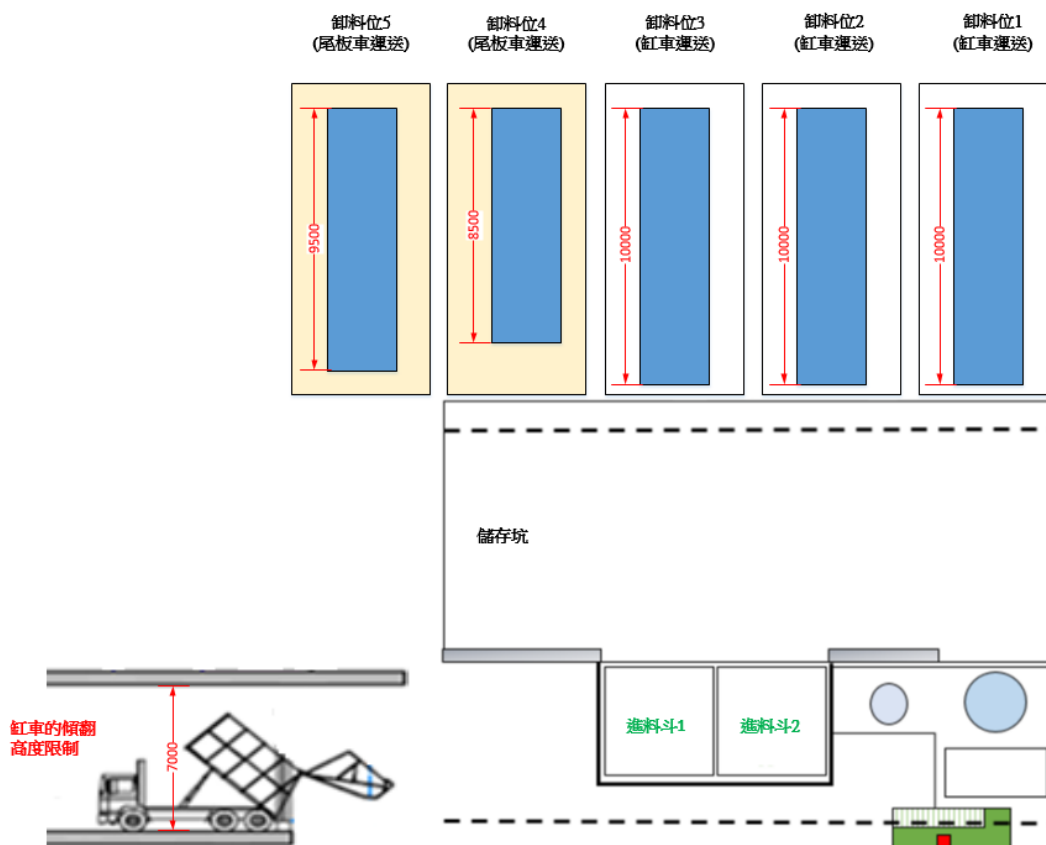 卸料位5
(尾板車運送)
卸料位4
(尾板車運送)
卸料位3
(缸車運送)
卸料位2
(缸車運送)
卸料位1
(缸車運送)
9500
8500
10000
10000
10000
儲存坑
進料斗1
進料斗2
缸車的傾翻
高度限制
7000